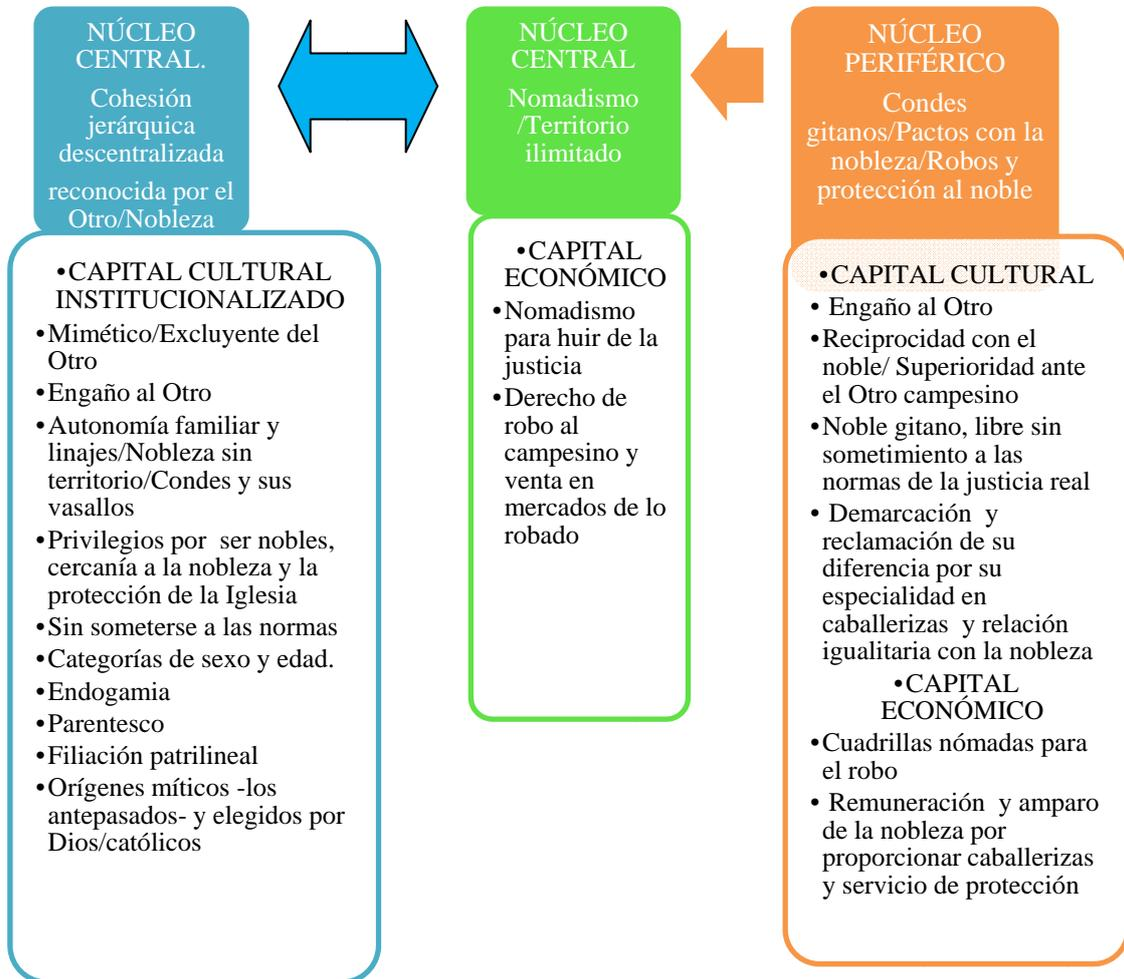 NÚCLEO
CENTRAL.
Cohesión
jerárquica
descentralizada
reconocida por el
Otro/Nobleza
•CAPITAL CULTURAL
INSTITUCIONALIZADO
•Mimético/Excluyente del
Otro
•Engaño al Otro
•Autonomía familiar y
linajes/Nobleza sin
territorio/Condes y sus
vasallos
•Privilegios por ser nobles,
cercanía a la nobleza y la
protección de la Iglesia
•Sin someterse a las normas
•Categorías de sexo y edad.
•Endogamia
•Parentesco
•Filiación patrilineal
•Orígenes míticos -los
antepasados- y elegidos por
Dios/católicos
NÚCLEO
CENTRAL
Nomadismo
/Territorio
ilimitado
•CAPITAL
ECONÓMICO
•Nomadismo
para huir de la
justicia
•Derecho de
robo al
campesino y
venta en
mercados de lo
robado
NÚCLEO
PERIFÉRICO
Condes
gitanos/Pactos con la
nobleza/Robos y
protección al noble
•CAPITAL CULTURAL
• Engaño al Otro
•Reciprocidad con el
noble/ Superioridad ante
el Otro campesino
•Noble gitano, libre sin
sometimiento a las
normas de la justicia real
• Demarcación y
reclamación de su
diferencia por su
especialidad en
caballerizas y relación
igualitaria con la nobleza
•CAPITAL
ECONÓMICO
•Cuadrillas nómadas para
el robo
• Remuneración y amparo
de la nobleza por
proporcionar caballerizas
y servicio de protección